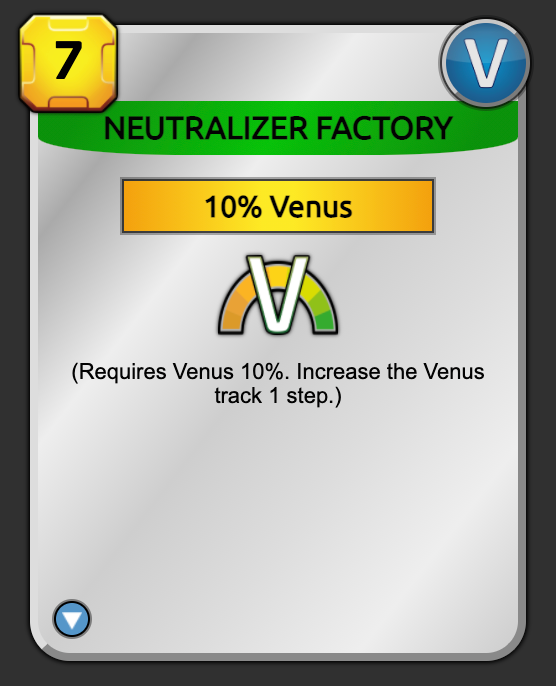 7
V
NEUTRALIZER FACTORY
10% Venus
V
(Requires Venus 10%. Increase the Venus
track 1 step.)